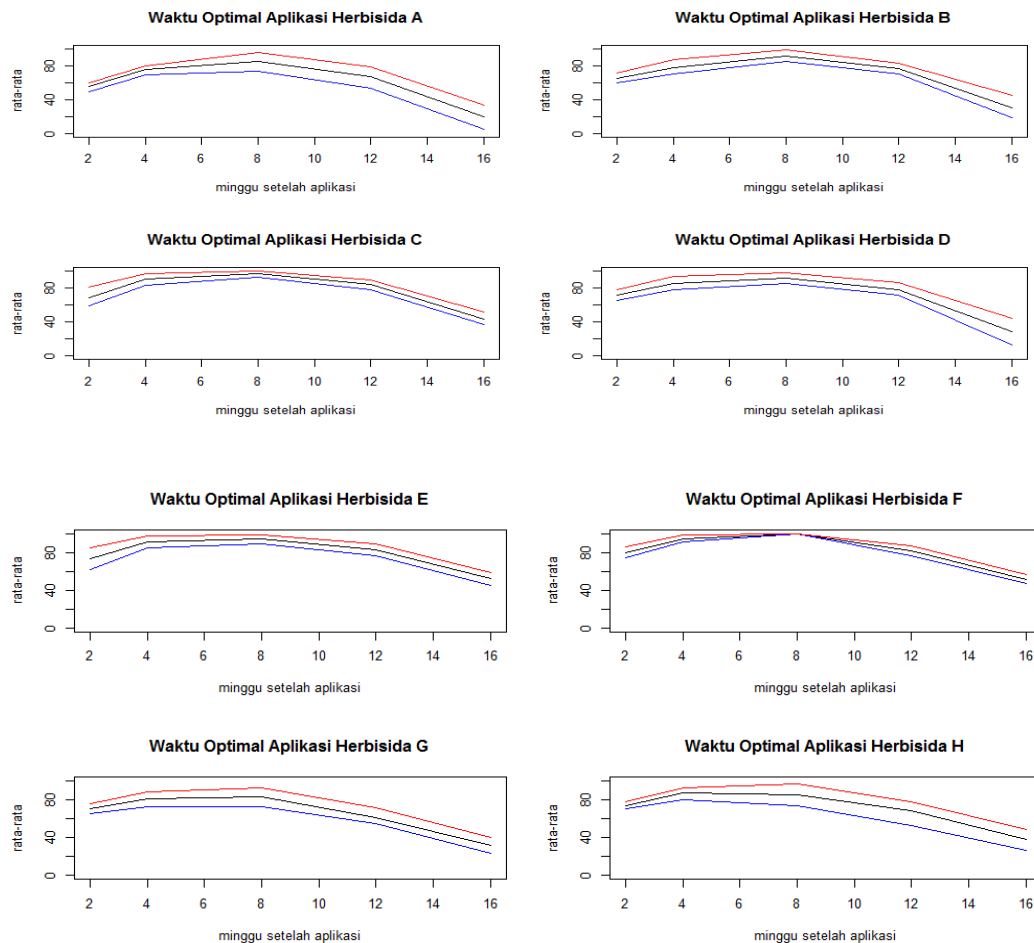 Waktu Optimal Aplikasi Herbisida A
rata-rata
0 40 80
2 4 6 8 10 12 14 16
minggu setelah aplikasi
Waktu Optimal Aplikasi Herbisida B
rata-rata
0 40 80
2 4 6 8 10 12 14 16
minggu setelah aplikasi
Waktu Optimal Aplikasi Herbisida C
rata-rata
0 40 80
2 4 6 8 10 12 14 16
minggu setelah aplikasi
Waktu Optimal Aplikasi Herbisida D
rata-rata
0 40 80
2 4 6 8 10 12 14 16
minggu setelah aplikasi
Waktu Optimal Aplikasi Herbisida E
rata-rata
0 40 80
2 4 6 8 10 12 14 16
minggu setelah aplikasi
Waktu Optimal Aplikasi Herbisida F
rata-rata
0 40 80
2 4 6 8 10 12 14 16
minggu setelah aplikasi
Waktu Optimal Aplikasi Herbisida G
rata-rata
0 40 80
2 4 6 8 10 12 14 16
minggu setelah aplikasi
Waktu Optimal Aplikasi Herbisida H
rata-rata
0 40 80
2 4 6 8 10 12 14 16
minggu setelah aplikasi